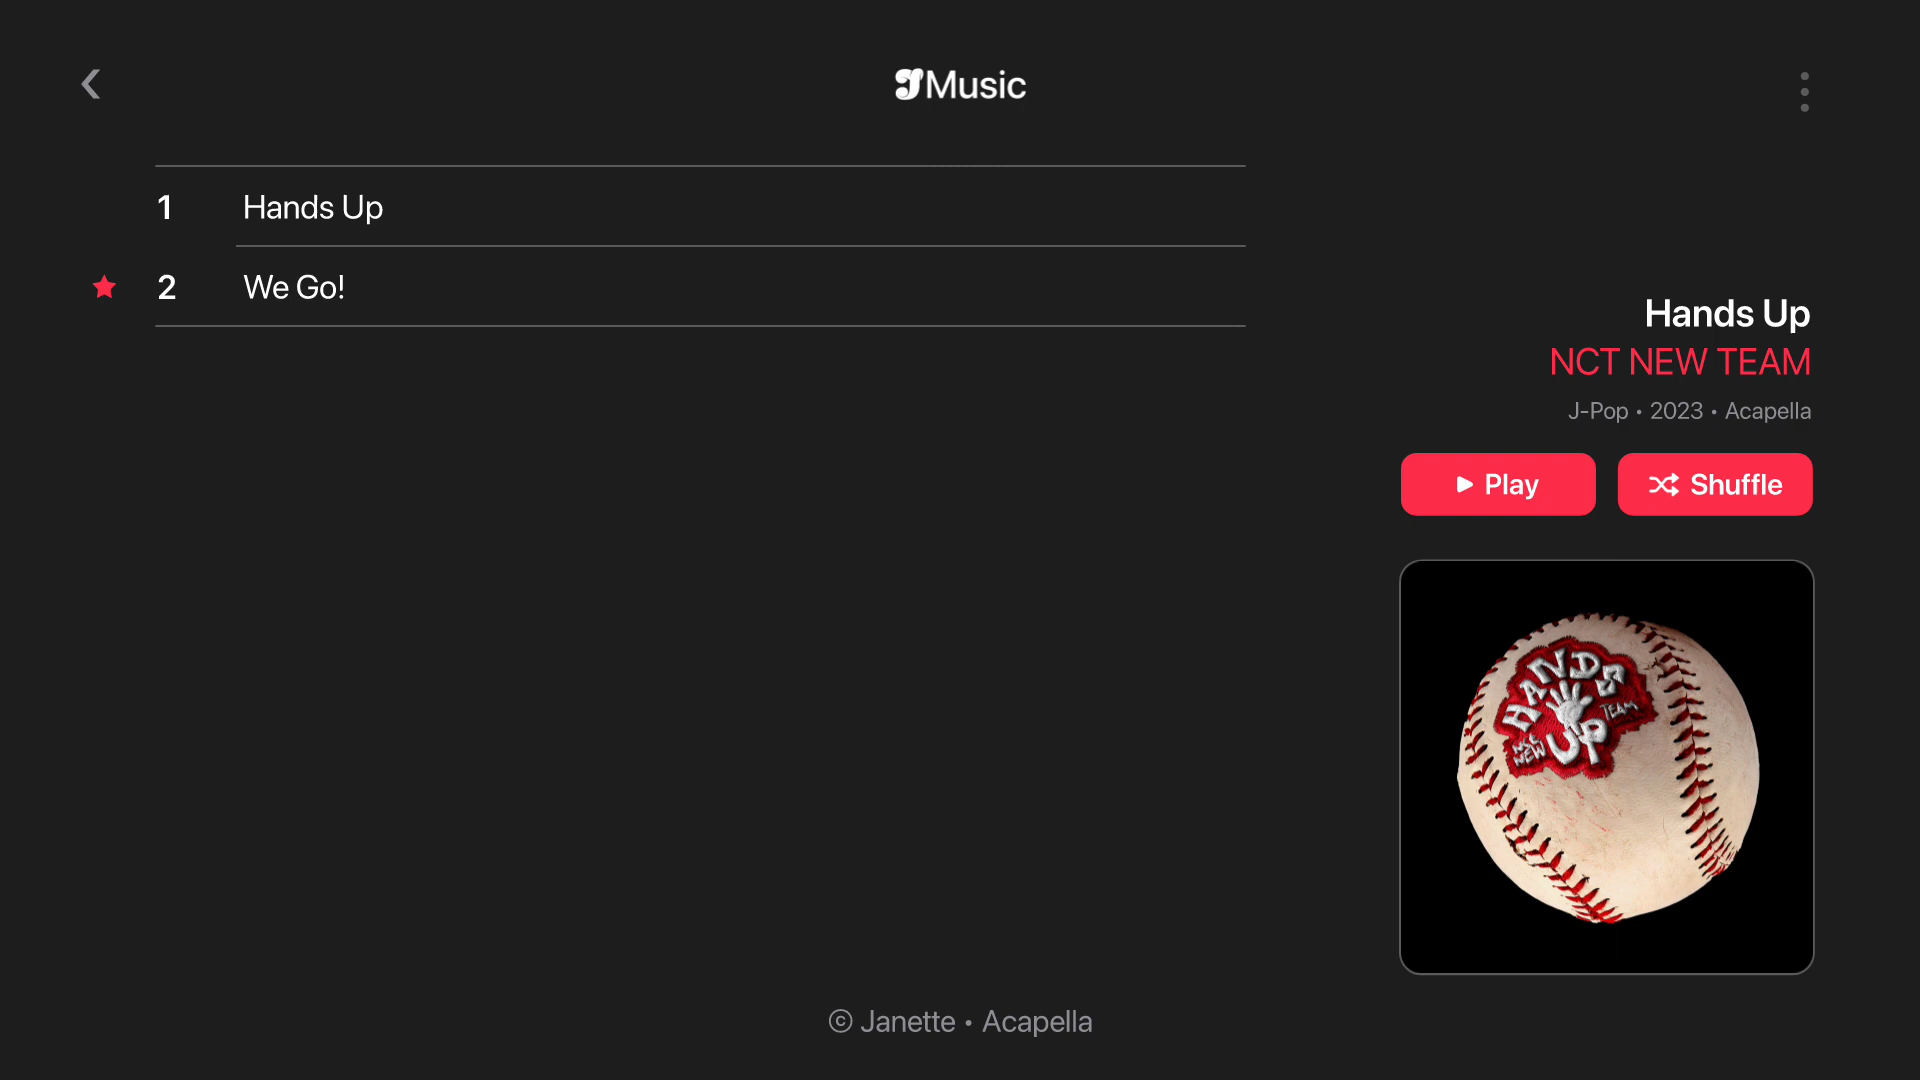 Music
1 Hands Up
2 We Go!
Hands Up
NCT NEW TEAM
J-Pop • 2023 • Acapella
Play
Shuffle
HANDS
UP
TEAM
NEW
© Janette • Acapella